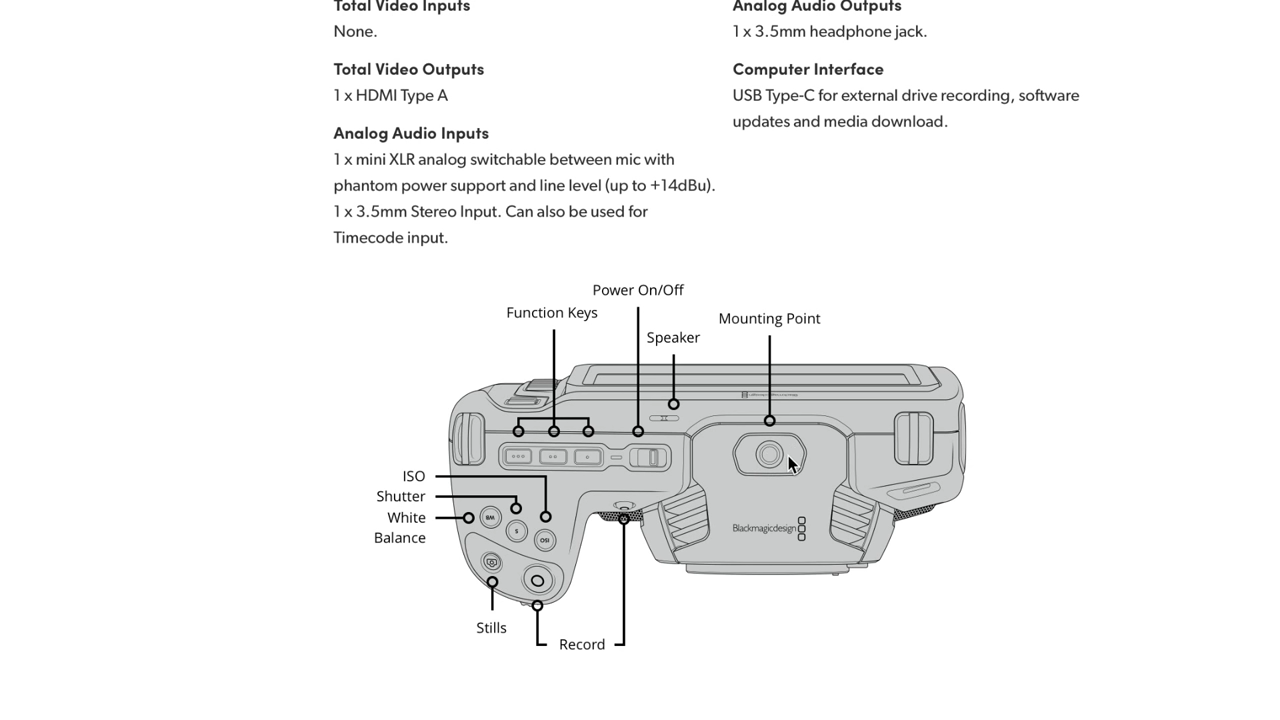 Total Video Inputs
None.
Total Video Outputs
1 x HDMI Type A
Analog Audio Inputs
1 x mini XLR analog switchable between mic with
phantom power support and line level (up to +14dBu).
1 x 3.5mm Stereo Input. Can also be used for
Timecode input.
Analog Audio Outputs
1 x 3.5mm headphone jack.
Computer Interface
USB Type-C for external drive recording, software
updates and media download.
Power On/Off
Function Keys
Mounting Point
Speaker
ISO
Shutter
White
Balance
WB
S
ISO
Blackmagicdesign
Stills
Record